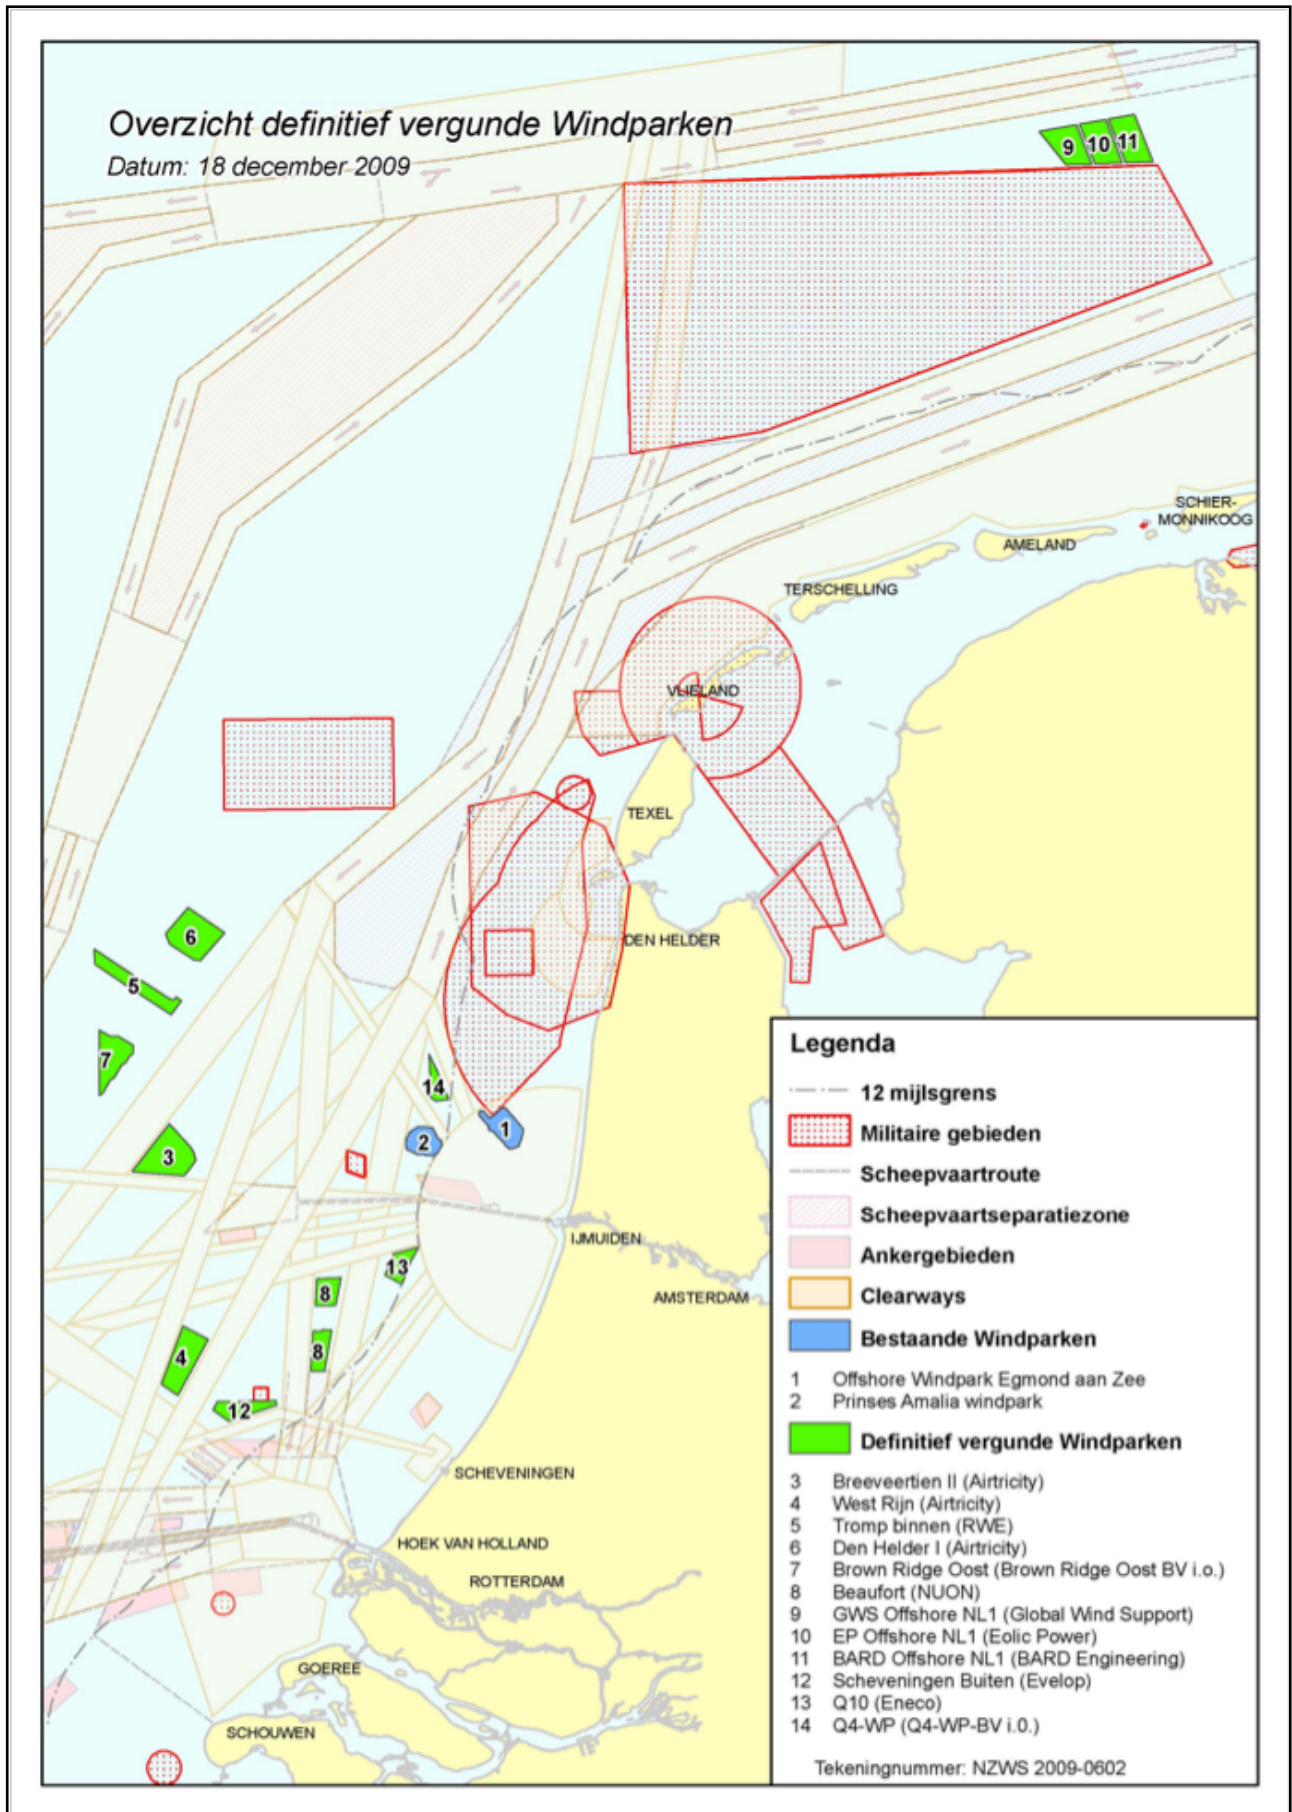 Overzicht definitief vergunde Windparken
Datum: 18 december 2009
9 10 11
SCHIER-
MONNIKOOG
AMELAND
TERSCHELLING
VLIELAND
TEXEL
6
DEN HELDER
5
7
14
1
2
3
IJMUIDEN
13
8
AMSTERDAM
8
4
12
SCHEVENINGEN
HOEK VAN HOLLAND
ROTTERDAM
GOEREE
SCHOUWEN
Legenda
12 mijlsgrens
Militaire gebieden
Scheepvaartroute
Scheepvaartseparatiezone
Ankergebieden
Clearways
Bestaande Windparken
1 Offshore Windpark Egmond aan Zee
2 Prinses Amalia windpark
Definitief vergunde Windparken
3 Breeveertien II (Airtricity)
4 West Rijn (Airtricity)
5 Tromp binnen (RWE)
6 Den Helder I (Airtricity)
7 Brown Ridge Oost (Brown Ridge Oost BV i.o.)
8 Beaufort (NUON)
9 GWS Offshore NL1 (Global Wind Support)
10 EP Offshore NL1 (Eolic Power)
11 BARD Offshore NL1 (BARD Engineering)
12 Scheveningen Buiten (Evelop)
13 Q10 (Eneco)
14 Q4-WP (Q4-WP-BV i.0.)
Tekeningnummer: NZWS 2009-0602